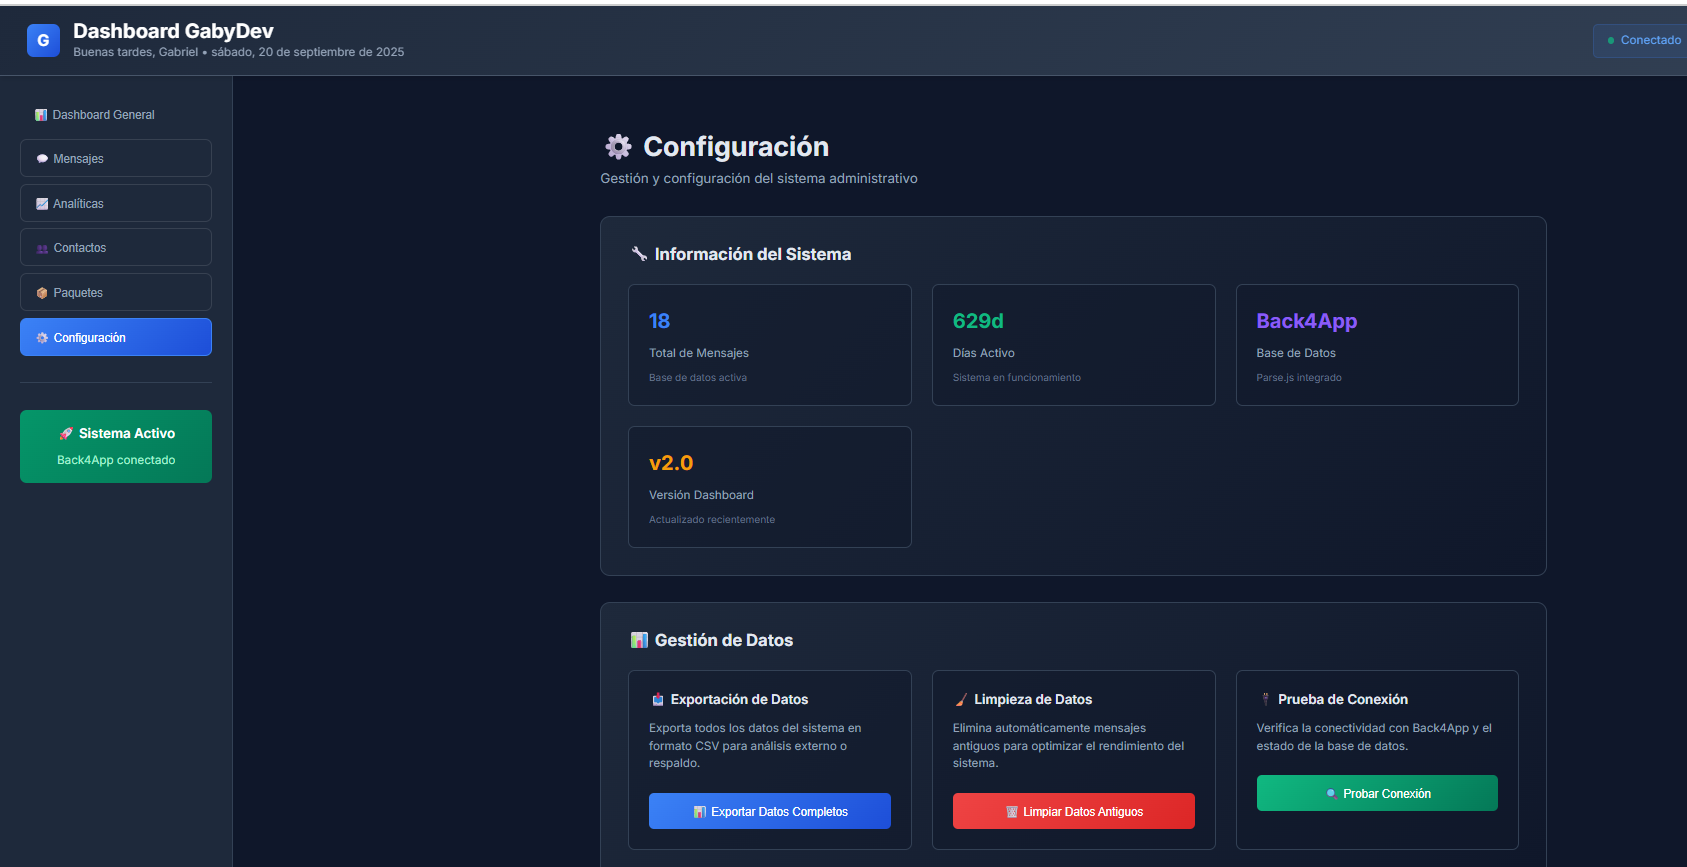 G
Dashboard GabyDev
Buenas tardes, Gabriel • sábado, 20 de septiembre de 2025
Conectado
Dashboard General
Mensajes
Analíticas
Contactos
Paquetes
Configuración
Sistema Activo
Back4App conectado
Configuración
Gestión y configuración del sistema administrativo
Información del Sistema
18
Total de Mensajes
Base de datos activa
629d
Días Activo
Sistema en funcionamiento
Back4App
Base de Datos
Parse.js integrado
v2.0
Versión Dashboard
Actualizado recientemente
Gestión de Datos
Exportación de Datos
Exporta todos los datos del sistema en
formato CSV para análisis externo o
respaldo.
Exportar Datos Completos
Limpieza de Datos
Elimina automáticamente mensajes
antiguos para optimizar el rendimiento del
sistema.
Limpiar Datos Antiguos
Prueba de Conexión
Verifica la conectividad con Back4App y el
estado de la base de datos.
Probar Conexión